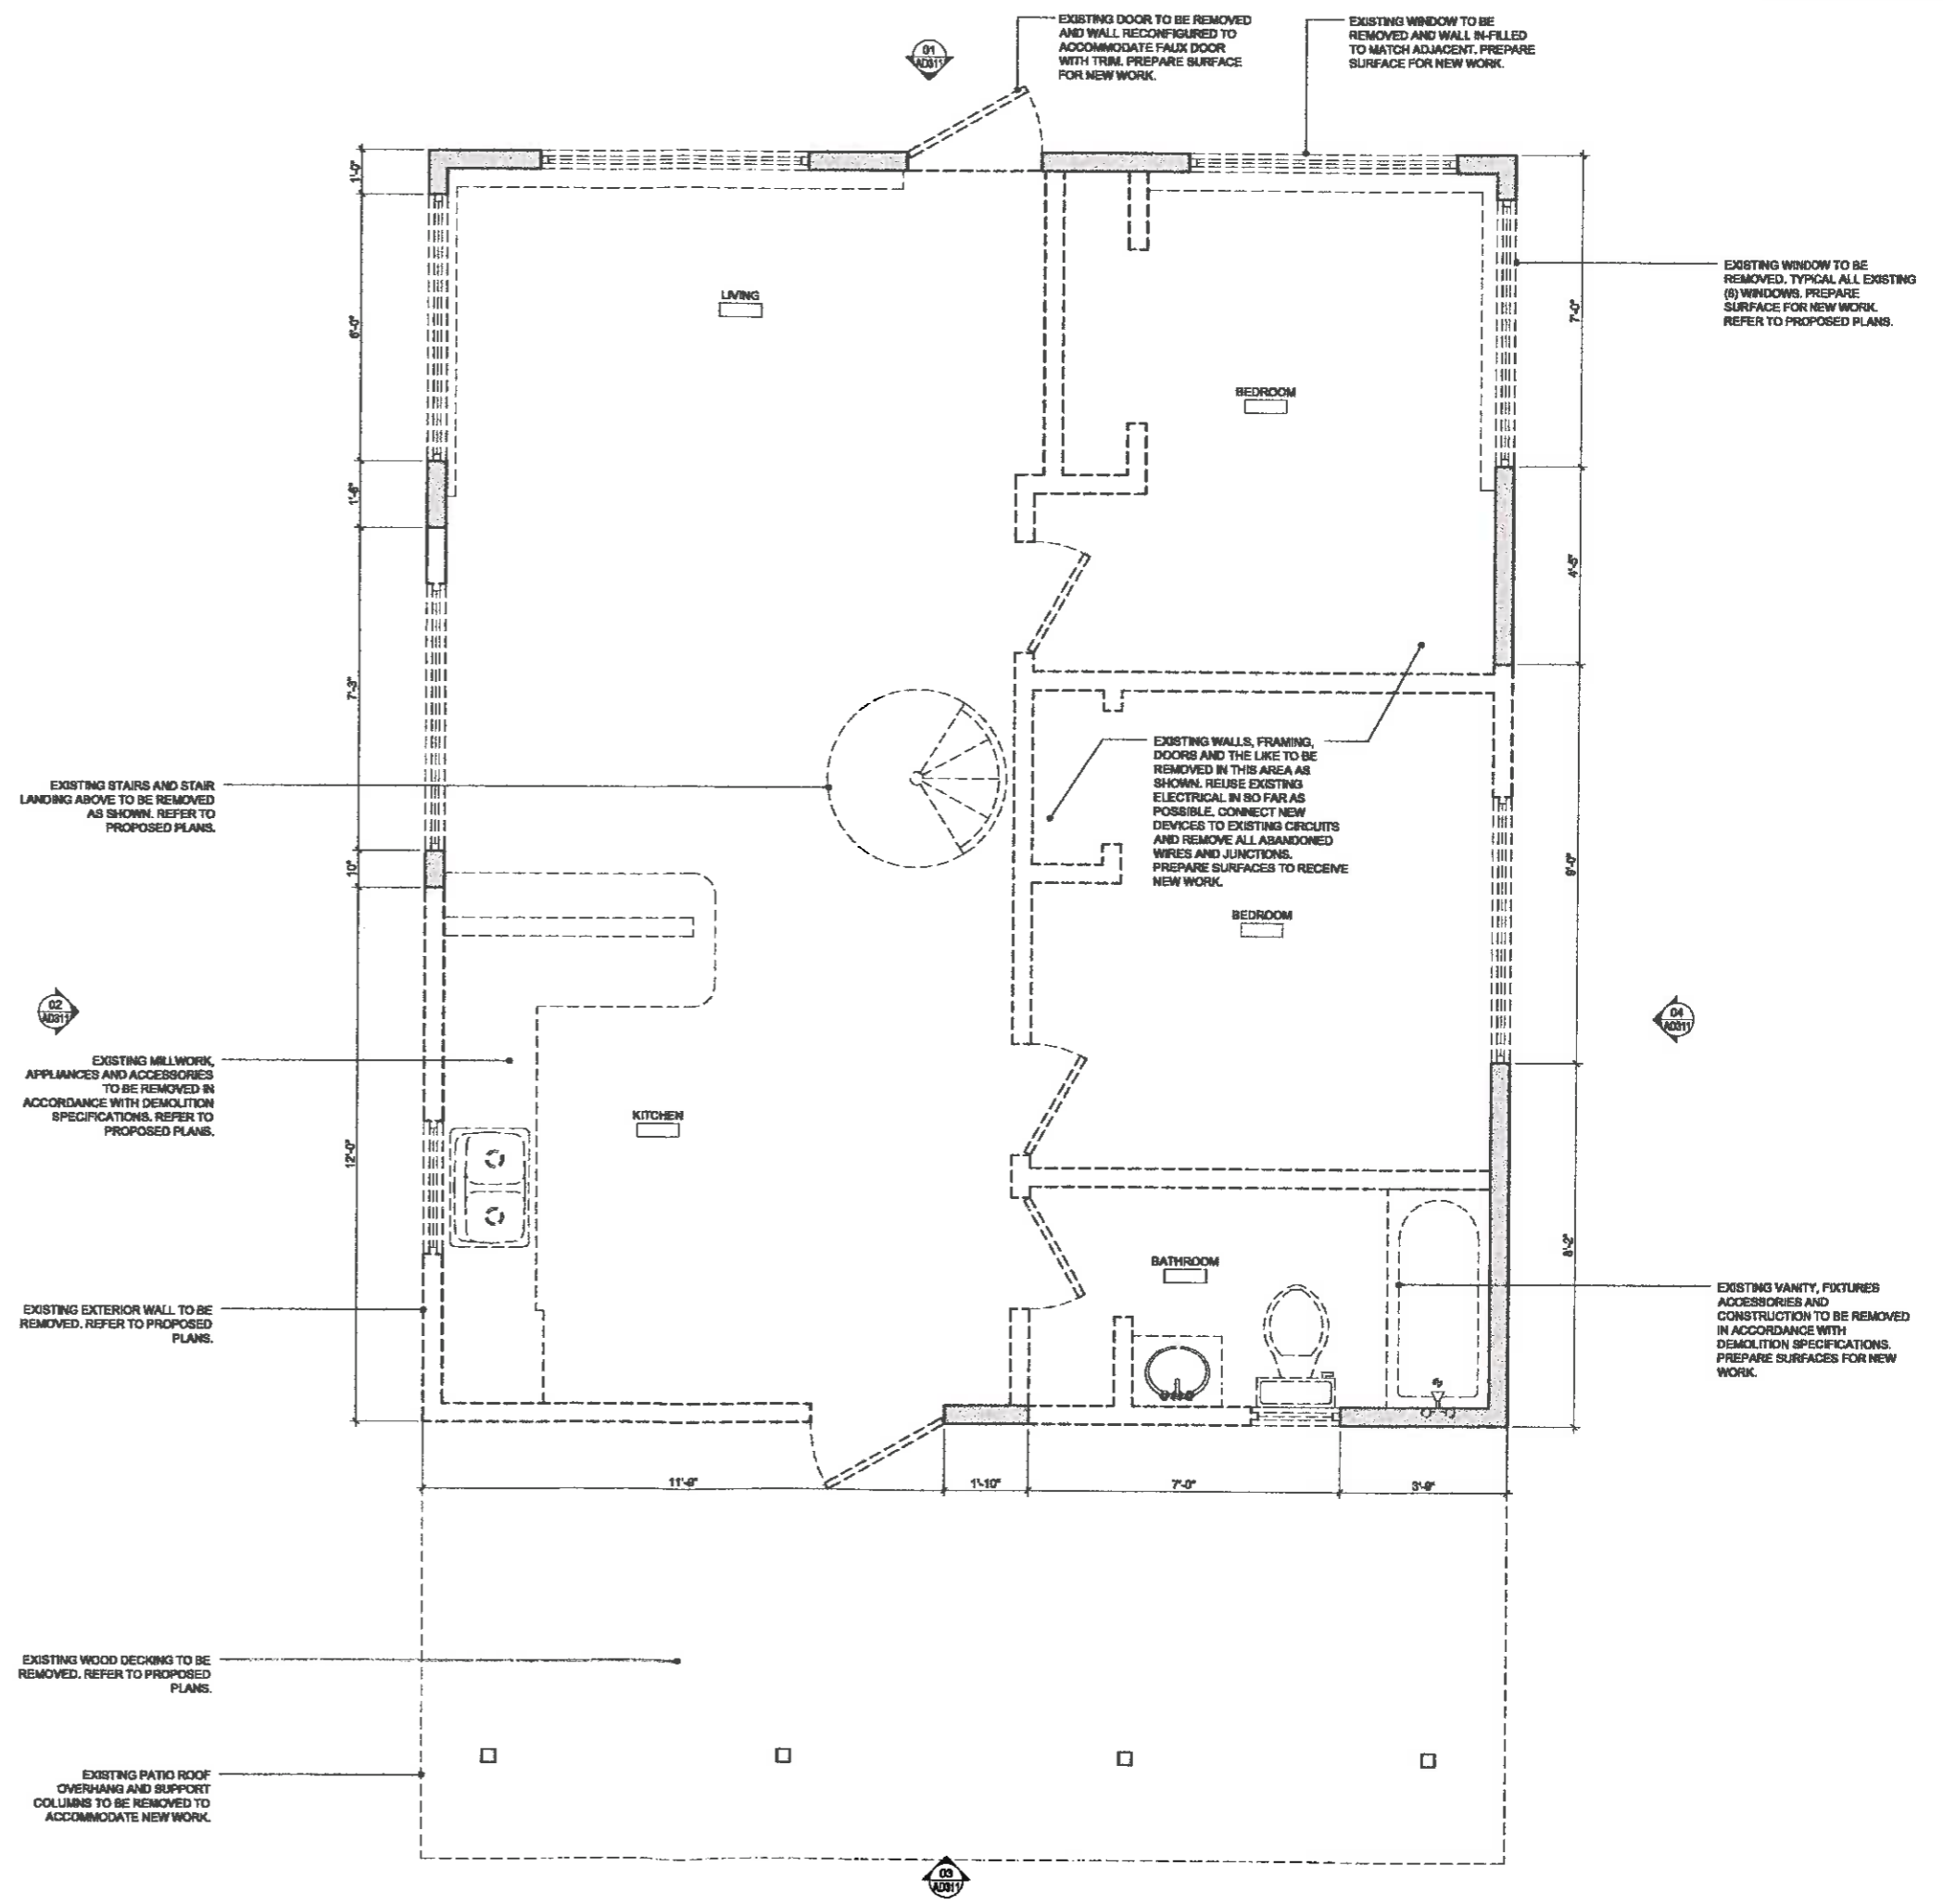 EXISTING DOOR TO BE REMOVED
AND WALL RECONFIGURED TO
ACCOMMODATE FAUX DOOR
WITH TRIM. PREPARE SURFACE
FOR NEW WORK.
EXISTING WINDOW TO BE
REMOVED AND WALL IN-FILLED
TO MATCH ADJACENT. PREPARE
SURFACE FOR NEW WORK.
01
AD311
1'-0"
6'-0"
1'-6"
7'-3"
10"
12'-0"
LIVING
BEDROOM
7'-0"
EXISTING WINDOW TO BE
REMOVED. TYPICAL ALL EXISTING
(8) WINDOWS. PREPARE
SURFACE FOR NEW WORK.
REFER TO PROPOSED PLANS.
4'-5"
EXISTING WALLS, FRAMING,
DOORS AND THE LIKE TO BE
REMOVED IN THIS AREA AS
SHOWN. REUSE EXISTING
ELECTRICAL IN SO FAR AS
POSSIBLE. CONNECT NEW
DEVICES TO EXISTING CIRCUITS
AND REMOVE ALL ABANDONED
WIRES AND JUNCTIONS.
PREPARE SURFACES TO RECEIVE
NEW WORK.
EXISTING STAIRS AND STAIR
LANDING ABOVE TO BE REMOVED
AS SHOWN. REFER TO
PROPOSED PLANS.
9'-0"
BEDROOM
02
AD311
04
AD311
EXISTING MILLWORK,
APPLIANCES AND ACCESSORIES
TO BE REMOVED IN
ACCORDANCE WITH DEMOLITION
SPECIFICATIONS. REFER TO
PROPOSED PLANS.
KITCHEN
8'-2"
BATHROOM
EXISTING EXTERIOR WALL TO BE
REMOVED. REFER TO PROPOSED
PLANS.
EXISTING VANITY, FIXTURES
ACCESSORIES AND
CONSTRUCTION TO BE REMOVED
IN ACCORDANCE WITH
DEMOLITION SPECIFICATIONS.
PREPARE SURFACES FOR NEW
WORK.
11'-9"
1'-10"
7'-0"
3'-9"
EXISTING WOOD DECKING TO BE
REMOVED. REFER TO PROPOSED
PLANS.
EXISTING PATIO ROOF
OVERHANG AND SUPPORT
COLUMNS TO BE REMOVED TO
ACCOMMODATE NEW WORK.
03
AD311